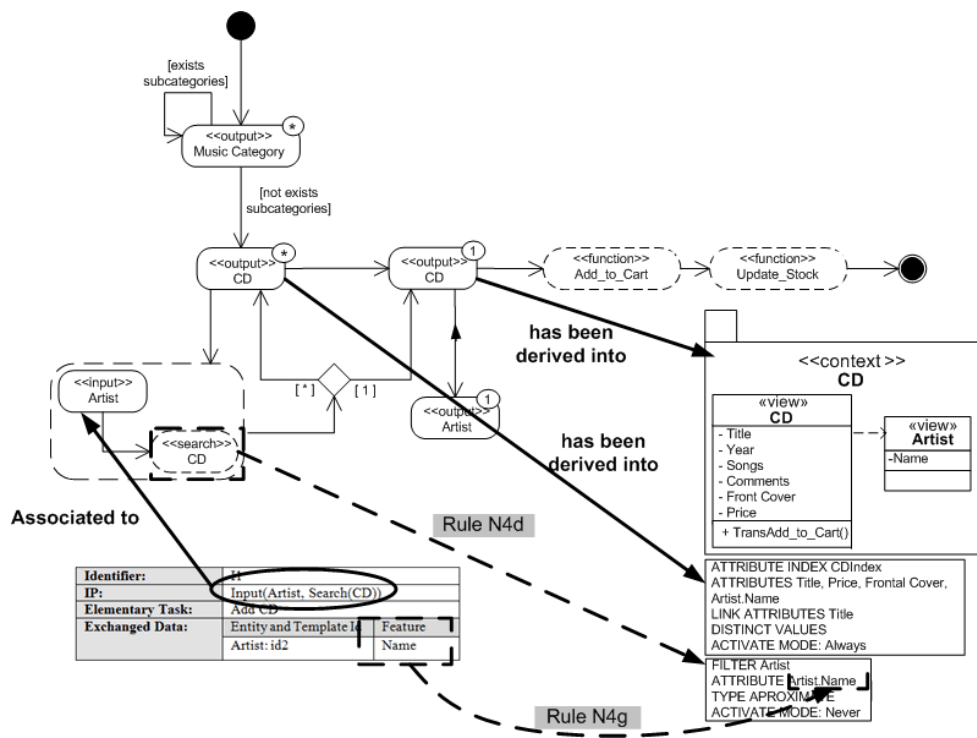 [exists
subcategories]
*
<<output>>
Music Category
[not exists
subcategories]
*
<<output>>
CD
1
<<output>>
CD
<<function>>
Add_to_Cart
<<function>>
Update_Stock
has been
derived into
<<input>>
Artist
<<search>>
CD
[ * ]
[ 1 ]
1
<<output>>
Artist
has been
derived into
<<context >>
CD
«view»
CD
- Title
- Year
- Songs
- Comments
- Front Cover
- Price
+ TransAdd_to_Cart()
«view»
Artist
-Name
Associated to
Rule N4d
Identifier:
I1
IP:
Input(Artist, Search(CD))
Elementary Task:
Add CD
Exchanged Data:
Entity and Template Id
Feature
Artist: id2
Name
ATTRIBUTE INDEX CDIndex
ATTRIBUTES Title, Price, Frontal Cover,
Artist.Name
LINK ATTRIBUTES Title
DISTINCT VALUES
ACTIVATE MODE: Always
FILTER Artist
ATTRIBUTE Artist.Name
TYPE APROXIMATE
ACTIVATE MODE: Never
Rule N4g